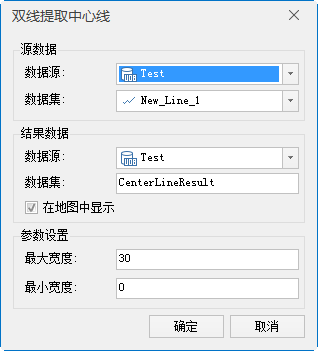 双线提取中心线
源数据
数据源: Test
数据集: New_Line_1
结果数据
数据源: Test
数据集: CenterLineResult
在地图中显示
参数设置
最大宽度: 30
最小宽度: 0
确定 取消